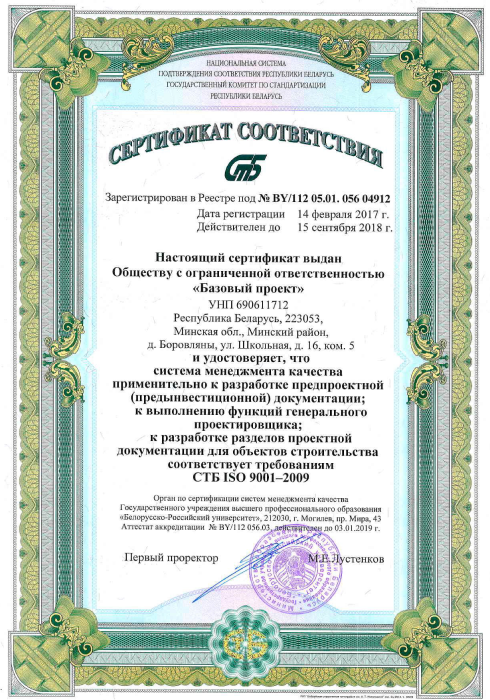 НАЦИОНАЛЬНАЯ СИСТЕМА
ПОДТВЕРЖДЕНИЯ СООТВЕТСТВИЯ РЕСПУБЛИКИ БЕЛАРУСЬ
ГОСУДАРСТВЕННЫЙ КОМИТЕТ ПО СТАНДАРТИЗАЦИИ
РЕСПУБЛИКИ БЕЛАРУСЬ
СЕРТИФИКАТ СООТВЕТСТВИЯ
СТБ
Зарегистрирован в Реестре под № BY/112 05.01. 056 04912
Дата регистрации 14 февраля 2017 г.
Действителен до 15 сентября 2018 г.
Настоящий сертификат выдан
Обществу с ограниченной ответственностью
«Базовый проект»
УНП 690611712
Республика Беларусь, 223053,
Минская обл., Минский район,
д. Боровляны, ул. Школьная, д. 16, ком. 5
и удостоверяет, что
система менеджмента качества
применительно к разработке предпроектной
(предынвестиционной) документации;
к выполнению функций генерального
проектировщика;
к разработке разделов проектной
документации для объектов строительства
соответствует требованиям
СТБ ISO 9001–2009
Орган по сертификации систем менеджмента качества
Государственного учреждения высшего профессионального образования
«Белорусско-Российский университет», 212030, г. Могилев, пр. Мира, 43
Аттестат аккредитации № BY/112 056.03, действителен до 03.01.2019 г.
Первый проректор М.Е.Лустенков